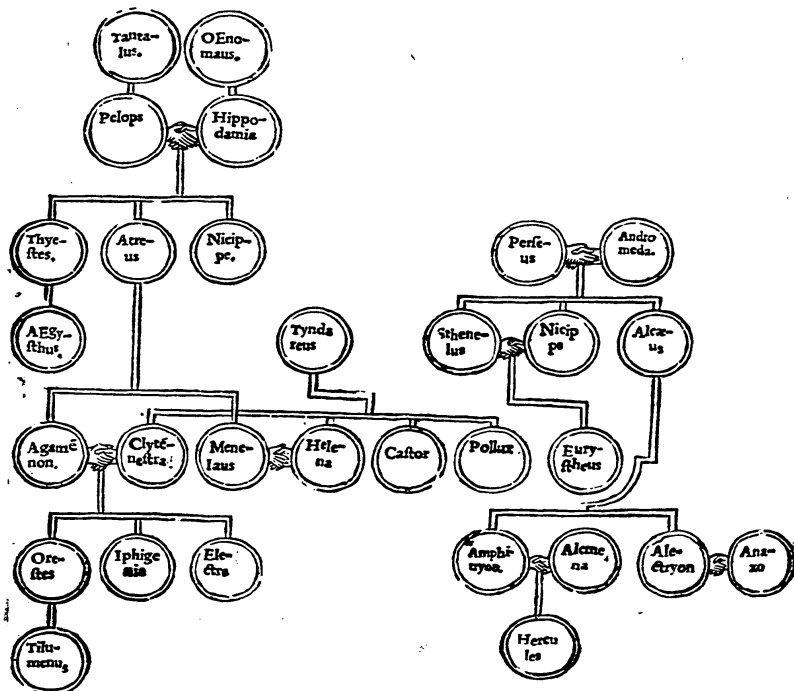 Tanta-
lus.
OEno-
maus.
Pelops
Hippo-
damia
Thye-
ſtes.
Atre-
us
Nicip-
pe.
Perſe-
us
Andro
meda.
AEgy-
ſthus.
Tynda
reus
Sthene-
lus
Nicip
pe
Alcæ-
us
Agamē
non.
Clytē-
neſtra.
Mene-
laus
Hele-
na
Caſtor
Pollux
Eury-
ſtheus
Ore-
ſtes
Iphige
nia
Ele-
ctra
Amphi-
tryon.
Alcme,
na
Ale-
ctryon
Ana-
xo
Tiſa-
menus
Hercu
les